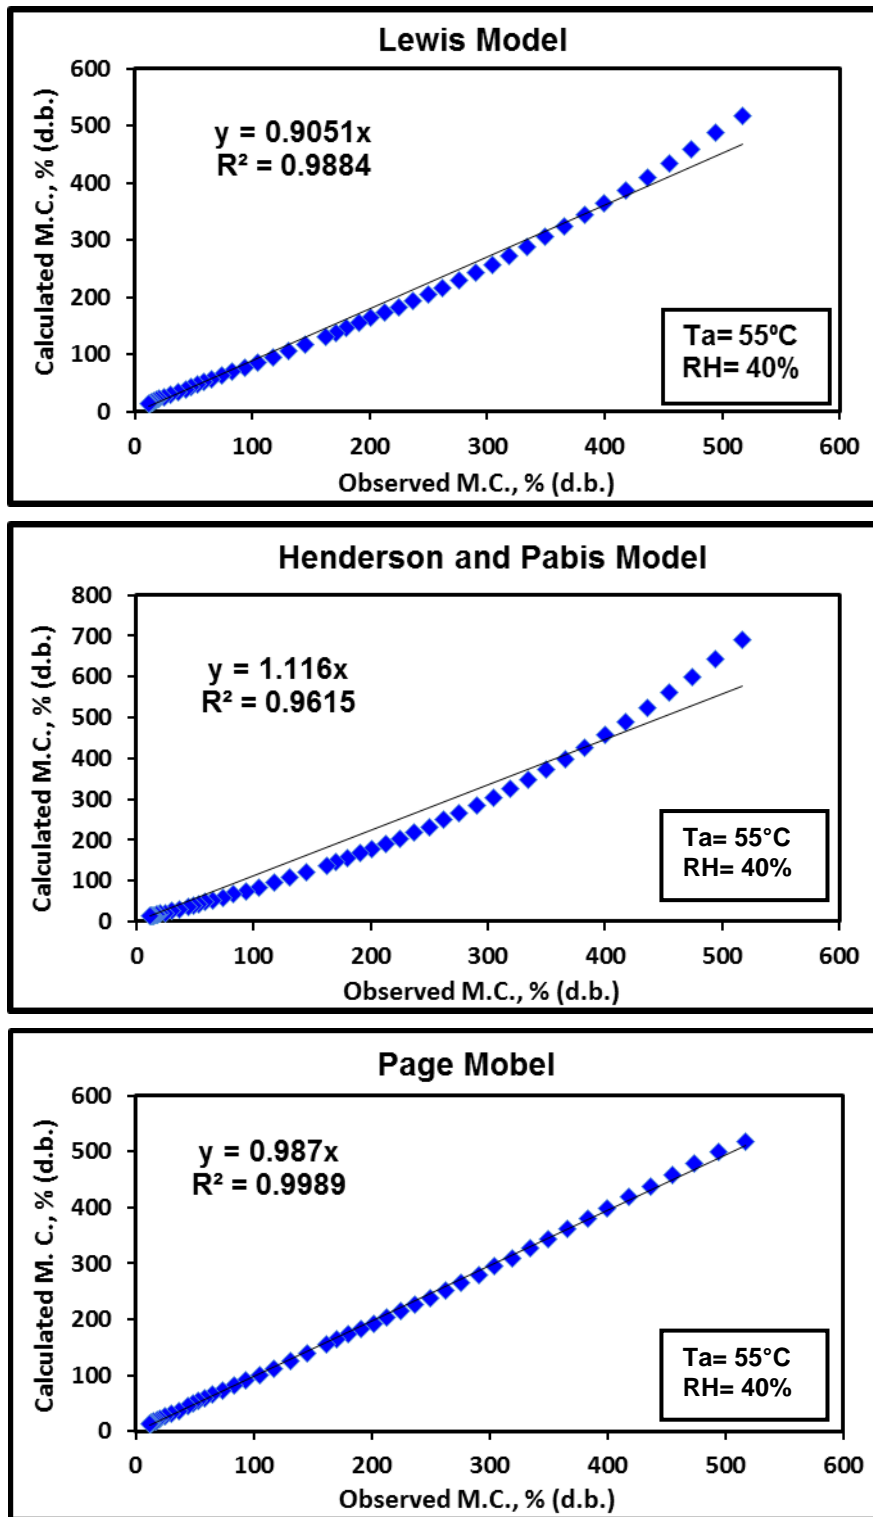 Lewis Model
600
500
400
300
200
100
0
Calculated M.C., % (d.b.)
y = 0.9051x
R² = 0.9884
Ta= 55ºC
RH= 40%
0 100 200 300 400 500 600
Observed M.C., % (d.b.)
Henderson and Pabis Model
800
700
600
500
400
300
200
100
0
Calculated M.C., % (d.b.)
y = 1.116x
R² = 0.9615
Ta= 55°C
RH= 40%
0 100 200 300 400 500 600
Observed M.C., % (d.b.)
Page Mobel
600
500
400
300
200
100
0
Calculated M. C., % (d.b.)
y = 0.987x
R² = 0.9989
Ta= 55°C
RH= 40%
0 100 200 300 400 500 600
Observed M.C., % (d.b.)